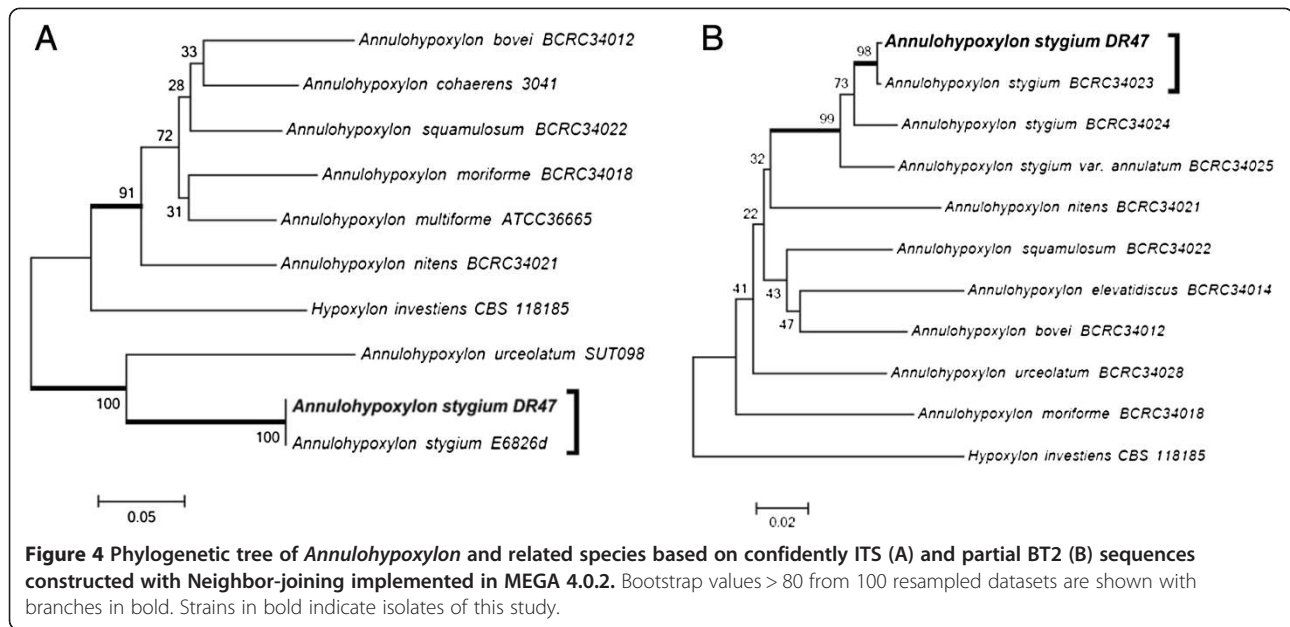 A
33
Annulohypoxylon bovei BCRC34012
28
Annulohypoxylon cohaerens 3041
72
Annulohypoxylon squamulosum BCRC34022
91
Annulohypoxylon moriforme BCRC34018
31
Annulohypoxylon multiforme ATCC36665
Annulohypoxylon nitens BCRC34021
Hypoxylon investiens CBS 118185
Annulohypoxylon urceolatum SUT098
100
Annulohypoxylon stygium DR47
100
Annulohypoxylon stygium E6826d
0.05
B
98
Annulohypoxylon stygium DR47
73
Annulohypoxylon stygium BCRC34023
99
Annulohypoxylon stygium BCRC34024
32
Annulohypoxylon stygium var. annulatum BCRC34025
22
Annulohypoxylon nitens BCRC34021
Annulohypoxylon squamulosum BCRC34022
41
43
Annulohypoxylon elevatidiscus BCRC34014
47
Annulohypoxylon bovei BCRC34012
Annulohypoxylon urceolatum BCRC34028
Annulohypoxylon moriforme BCRC34018
Hypoxylon investiens CBS 118185
0.02
Figure 4 Phylogenetic tree of Annulohypoxylon and related species based on confidently ITS (A) and partial BT2 (B) sequences
constructed with Neighbor-joining implemented in MEGA 4.0.2. Bootstrap values > 80 from 100 resampled datasets are shown with
branches in bold. Strains in bold indicate isolates of this study.